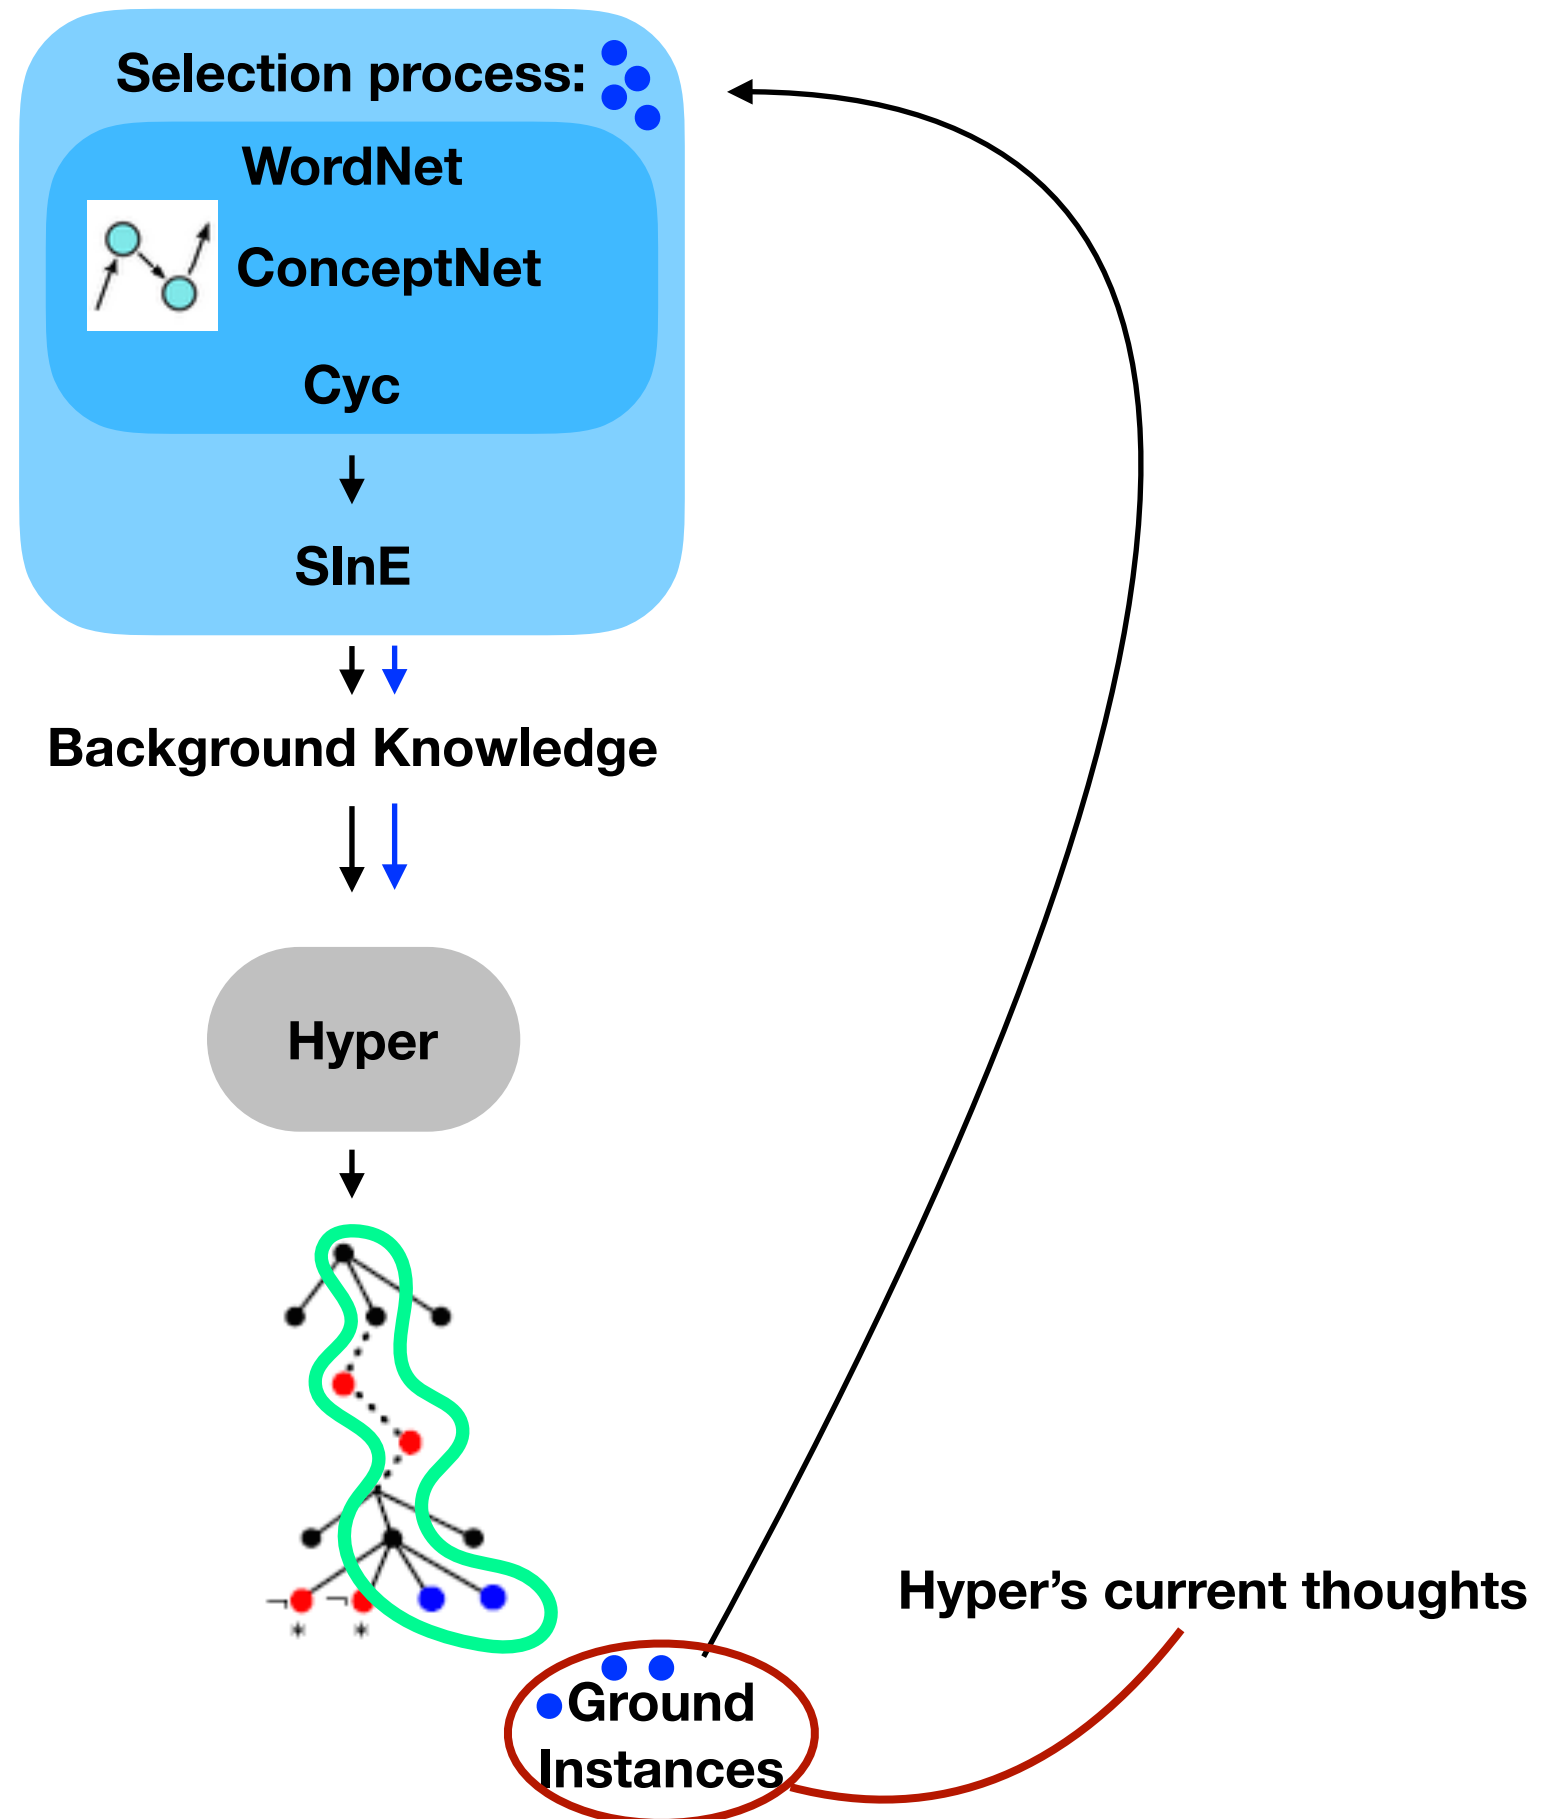 Selection process:
WordNet
ConceptNet
Cyc
SInE
Background Knowledge
Hyper
¬ ¬
* *
Hyper’s current thoughts
Ground
Instances